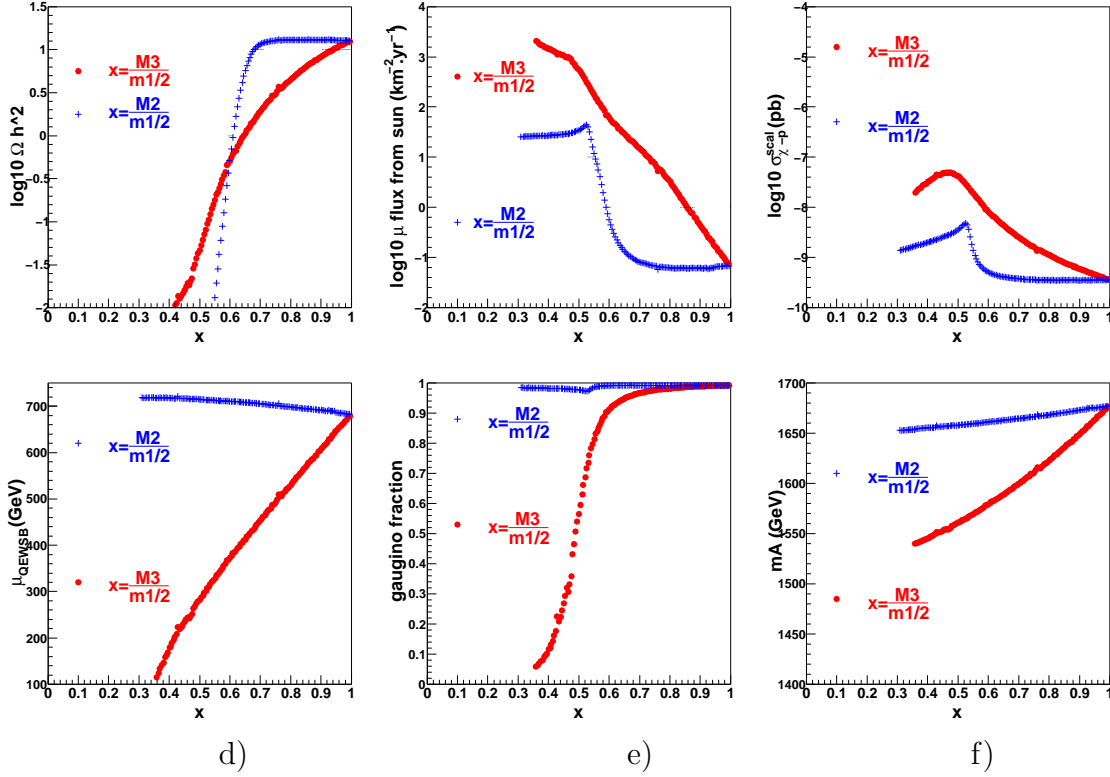 log10 Ω h^2
1.5
1
0.5
0
−0.5
−1
−1.5
−2
x=M3/m1/2
x=M2/m1/2
0 0.1 0.2 0.3 0.4 0.5 0.6 0.7 0.8 0.9 1
x
log10 μ flux from sun (km−2.yr−1)
4
3
2
1
0
−1
−2
x=M3/m1/2
x=M2/m1/2
0 0.1 0.2 0.3 0.4 0.5 0.6 0.7 0.8 0.9 1
x
log10 σscalχ−p (pb)
−4
−5
−6
−7
−8
−9
−10
x=M3/m1/2
x=M2/m1/2
0 0.1 0.2 0.3 0.4 0.5 0.6 0.7 0.8 0.9 1
x
μQEWSB(GeV)
700
600
500
400
300
200
100
x=M2/m1/2
x=M3/m1/2
0 0.1 0.2 0.3 0.4 0.5 0.6 0.7 0.8 0.9 1
x
gaugino fraction
1
0.9
0.8
0.7
0.6
0.5
0.4
0.3
0.2
0.1
0
x=M2/m1/2
x=M3/m1/2
0 0.1 0.2 0.3 0.4 0.5 0.6 0.7 0.8 0.9 1
x
mA (GeV)
1700
1650
1600
1550
1500
1450
1400
x=M2/m1/2
x=M3/m1/2
0 0.1 0.2 0.3 0.4 0.5 0.6 0.7 0.8 0.9 1
x
d) e) f)